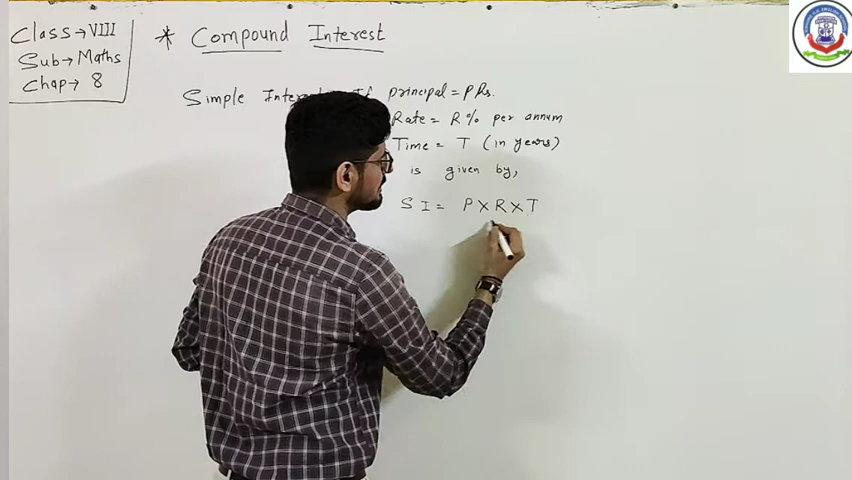 Class → VIII
Sub → Maths
Chap → 8
* Compound Interest
Simple principal = P Rs.
Rate = R% per annum
Time = T (in years)
is given by,
SI = P X R X T